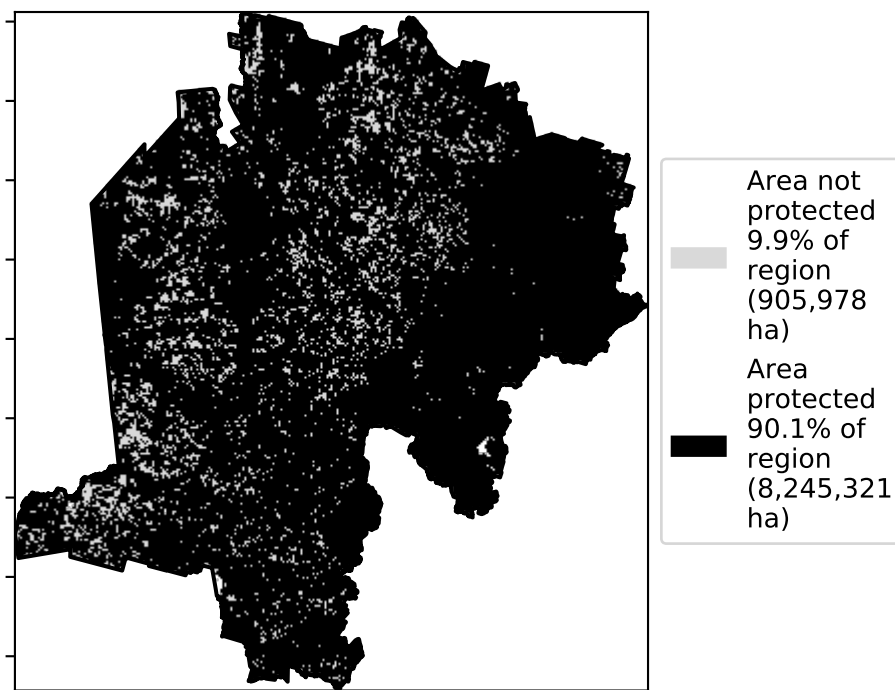 Area not
protected
9.9% of
region
(905,978
ha)
Area
protected
90.1% of
region
(8,245,321
ha)